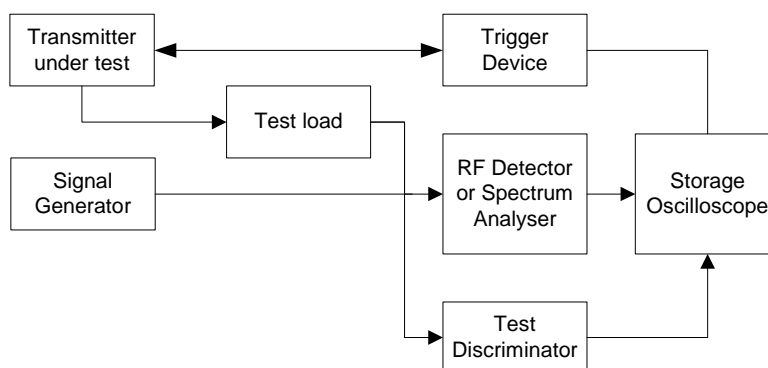 Transmitter
under test
Trigger
Device
Test load
Signal
Generator
RF Detector
or Spectrum
Analyser
Storage
Oscilloscope
Test
Discriminator